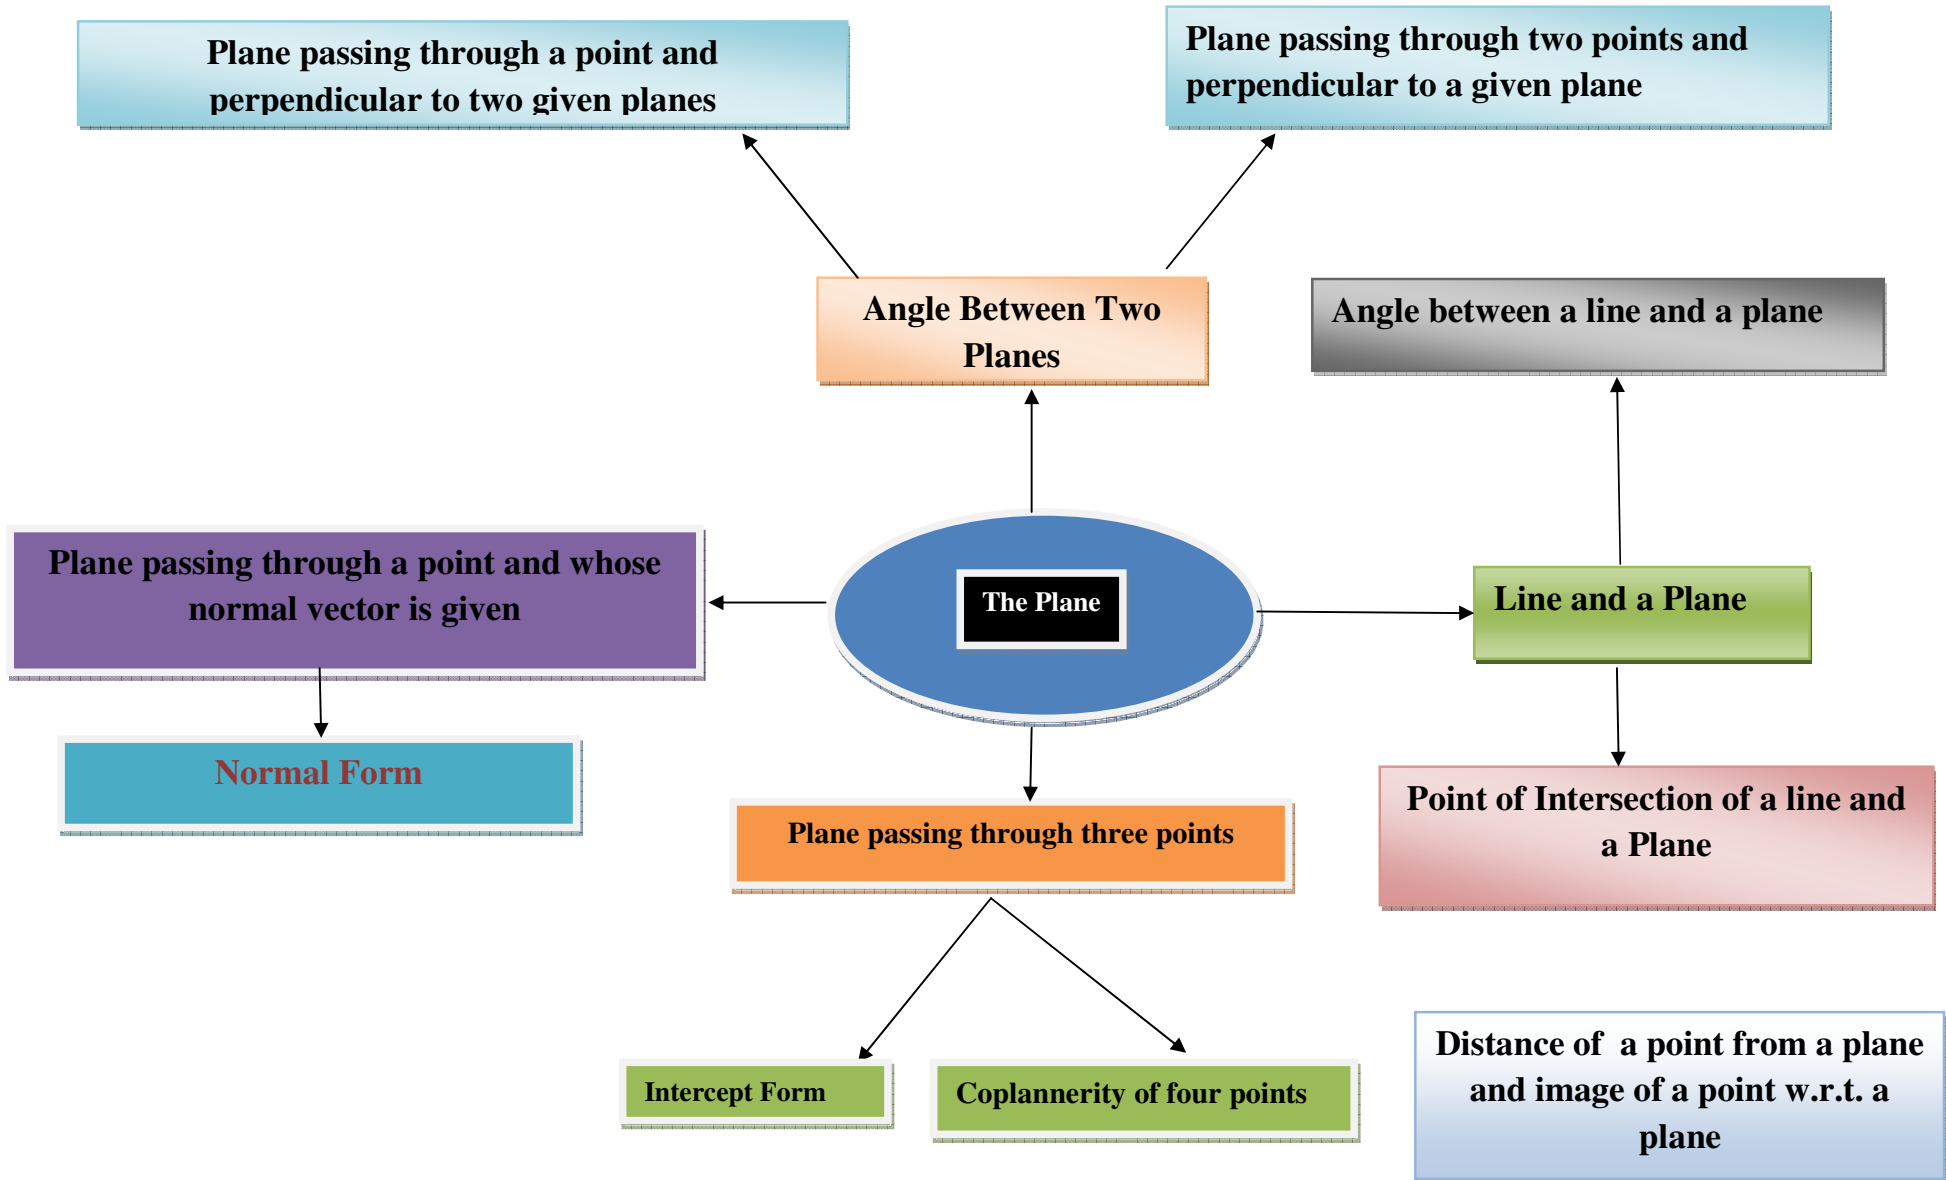 Plane passing through a point and
perpendicular to two given planes
Plane passing through two points and
perpendicular to a given plane
Angle Between Two
Planes
Angle between a line and a plane
Plane passing through a point and whose
normal vector is given
The Plane
Line and a Plane
Normal Form
Plane passing through three points
Point of Intersection of a line and
a Plane
Intercept Form
Coplannerity of four points
Distance of  a point from a plane
and image of a point w.r.t. a
plane